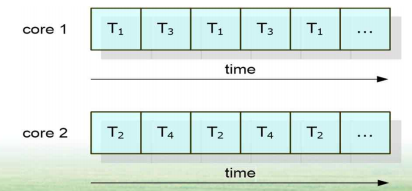 core 1 T₁ T₃ T₁ T₃ T₁ ...
time
core 2 T₂ T₄ T₂ T₄ T₂ ...
time